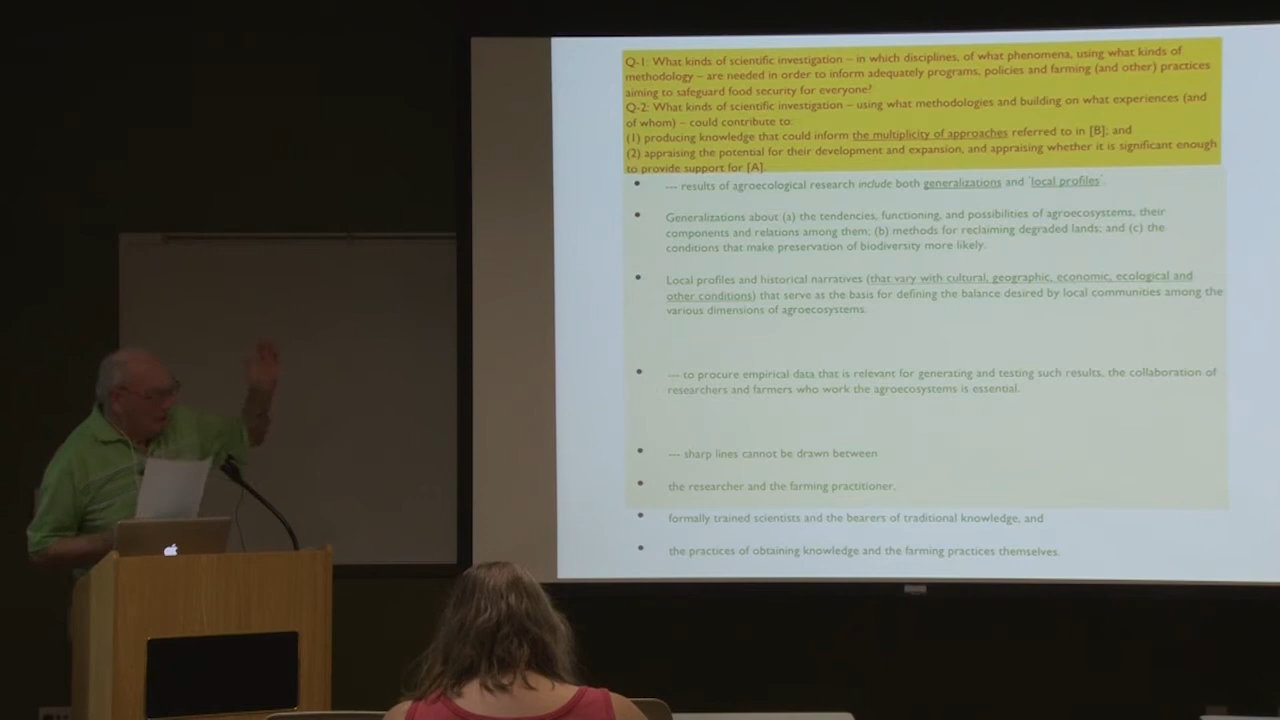 Q-1: What kinds of scientific investigation – in which disciplines, of what phenomena, using what kinds of
methodology – are needed in order to inform adequately programs, policies and farming (and other) practices
aiming to safeguard food security for everyone?
Q-2: What kinds of scientific investigation – using what methodologies and building on what experiences (and
of whom) – could contribute to:
(1) producing knowledge that could inform the multiplicity of approaches referred to in [B]; and
(2) appraising the potential for their development and expansion, and appraising whether it is significant enough
to provide support for [A].
• --- results of agroecological research include both generalizations and 'local profiles'.
• Generalizations about (a) the tendencies, functioning, and possibilities of agroecosystems, their
components and relations among them; (b) methods for reclaiming degraded lands; and (c) the
conditions that make preservation of biodiversity more likely.
• Local profiles and historical narratives (that vary with cultural, geographic, economic, ecological and
other conditions) that serve as the basis for defining the balance desired by local communities among the
various dimensions of agroecosystems.
• --- to procure empirical data that is relevant for generating and testing such results, the collaboration of
researchers and farmers who work the agroecosystems is essential.
• --- sharp lines cannot be drawn between
• the researcher and the farming practitioner,
• formally trained scientists and the bearers of traditional knowledge, and
• the practices of obtaining knowledge and the farming practices themselves.